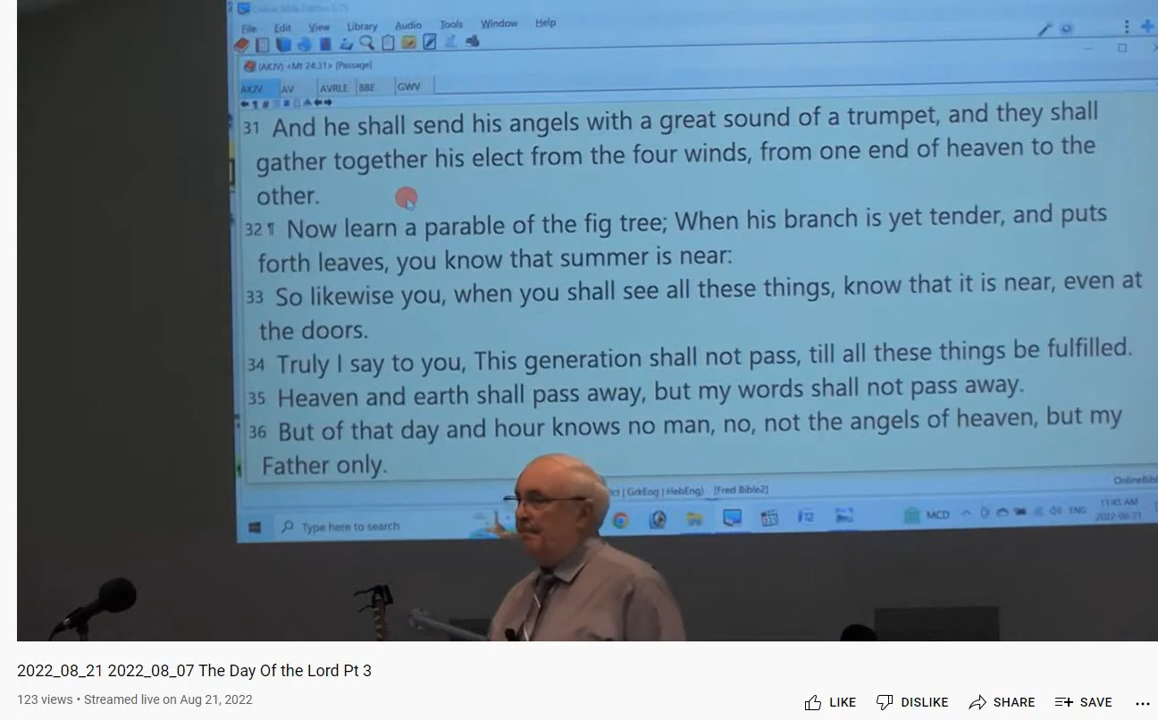 File Edit View Library Audio Tools Window Help
(AKJV) <Mt 24:31> [Passage]
AKJV AV AVRLE BBE GWV
31 And he shall send his angels with a great sound of a trumpet, and they shall
gather together his elect from the four winds, from one end of heaven to the
other.
32 ¶ Now learn a parable of the fig tree; When his branch is yet tender, and puts
forth leaves, you know that summer is near:
33 So likewise you, when you shall see all these things, know that it is near, even at
the doors.
34 Truly I say to you, This generation shall not pass, till all these things be fulfilled.
35 Heaven and earth shall pass away, but my words shall not pass away.
36 But of that day and hour knows no man, no, not the angels of heaven, but my
Father only.
| GrkEng | HebEng) [Fred Bible2]
Type here to search MCD ENG
11:45 AM
2022-08-21
2022_08_21 2022_08_07 The Day Of the Lord Pt 3
123 views • Streamed live on Aug 21, 2022
LIKE DISLIKE SHARE SAVE